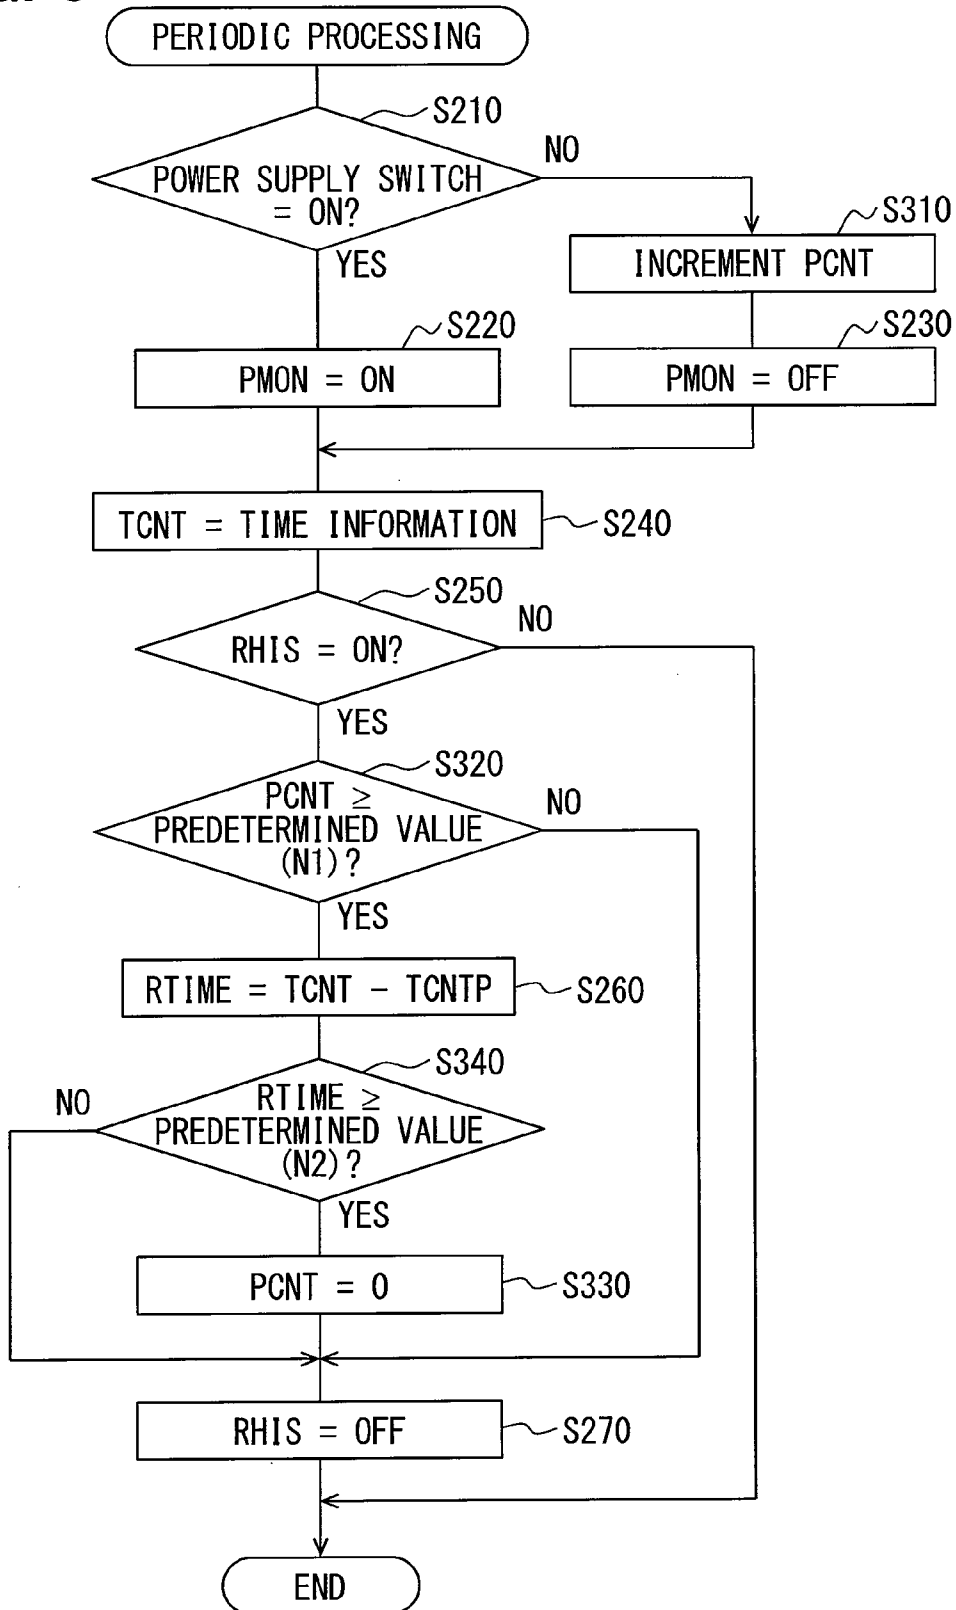 PERIODIC PROCESSING
S210
POWER SUPPLY SWITCH
= ON?
NO
YES
S310
INCREMENT PCNT
S220
PMON = ON
S230
PMON = OFF
TCNT = TIME INFORMATION
S240
S250
RHIS = ON?
NO
YES
S320
PCNT ≥
PREDETERMINED VALUE
(N1)?
NO
YES
RTIME = TCNT - TCNTP
S260
S340
RTIME ≥
PREDETERMINED VALUE
(N2)?
NO
YES
PCNT = 0
S330
RHIS = OFF
S270
END